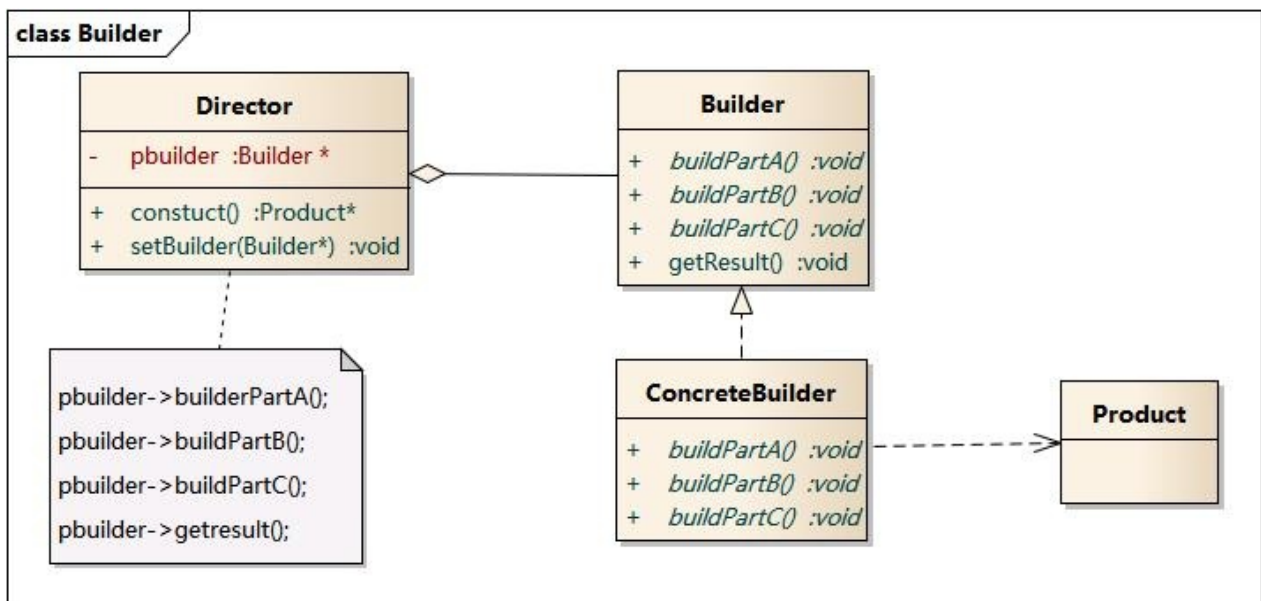 class Builder
Director
- pbuilder :Builder *
+ constuct() :Product*
+ setBuilder(Builder*) :void
Builder
+ buildPartA() :void
+ buildPartB() :void
+ buildPartC() :void
+ getResult() :void
pbuilder->builderPartA();
pbuilder->buildPartB();
pbuilder->buildPartC();
pbuilder->getresult();
ConcreteBuilder
+ buildPartA() :void
+ buildPartB() :void
+ buildPartC() :void
Product